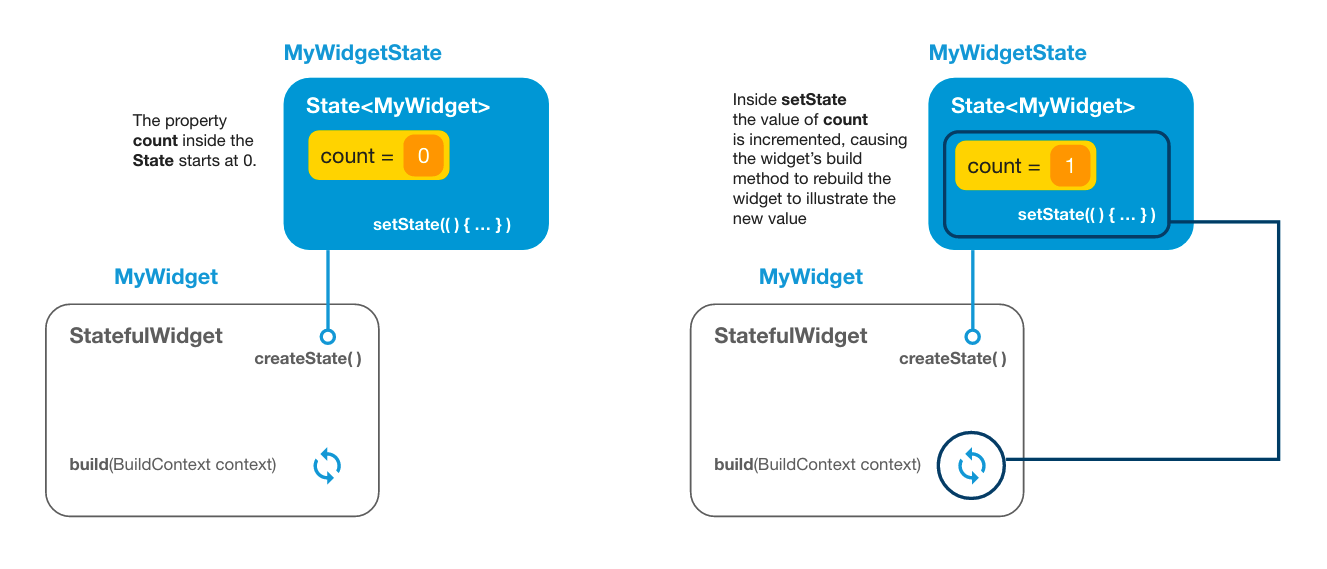 MyWidgetState
State<MyWidget>
The property
count inside the
State starts at 0.
count = 0
setState(( ) { ... } )
MyWidget
StatefulWidget
createState( )
build(BuildContext context)
MyWidgetState
State<MyWidget>
Inside setState
the value of count
is incremented, causing
the widget’s build
method to rebuild the
widget to illustrate the
new value
count = 1
setState(( ) { ... } )
MyWidget
StatefulWidget
createState( )
build(BuildContext context)